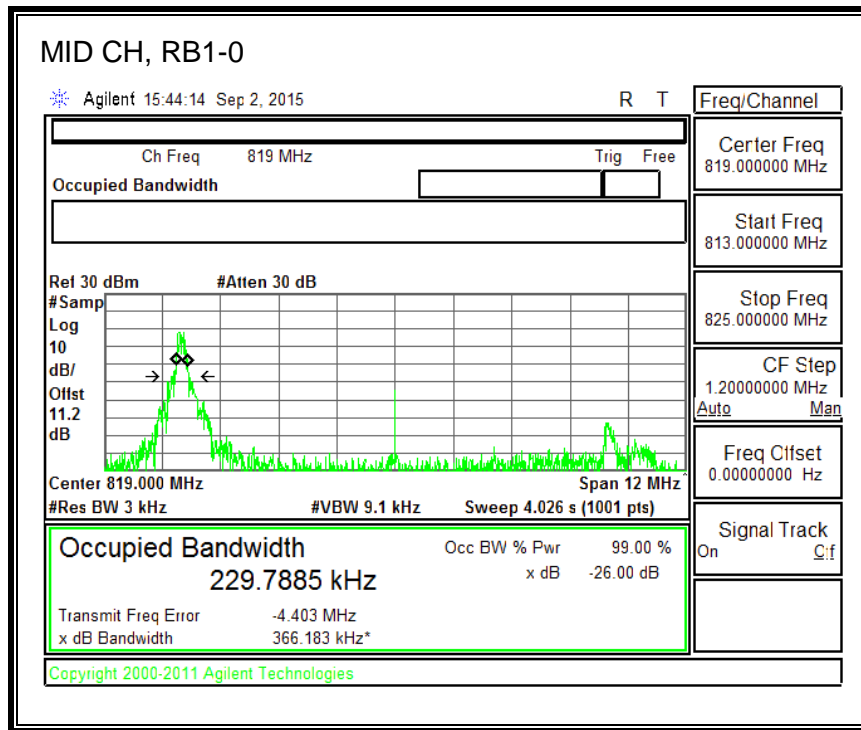 MID CH, RB1-0
Agilent 15:44:14 Sep 2, 2015 R T
Freq/Channel
Ch Freq 819 MHz Trig Free
Occupied Bandwidth
Center Freq
819.000000 MHz
Start Freq
813.000000 MHz
Stop Freq
825.000000 MHz
CF Step
1.20000000 MHz
Auto Man
Freq Offset
0.00000000 Hz
Signal Track
On Off
Ref 30 dBm #Atten 30 dB
#Samp
Log
10
dB/
Offst
11.2
dB
Center 819.000 MHz Span 12 MHz
#Res BW 3 kHz #VBW 9.1 kHz Sweep 4.026 s (1001 pts)
Occupied Bandwidth Occ BW % Pwr 99.00 %
229.7885 kHz x dB -26.00 dB
Transmit Freq Error -4.403 MHz
x dB Bandwidth 366.183 kHz*
Copyright 2000-2011 Agilent Technologies